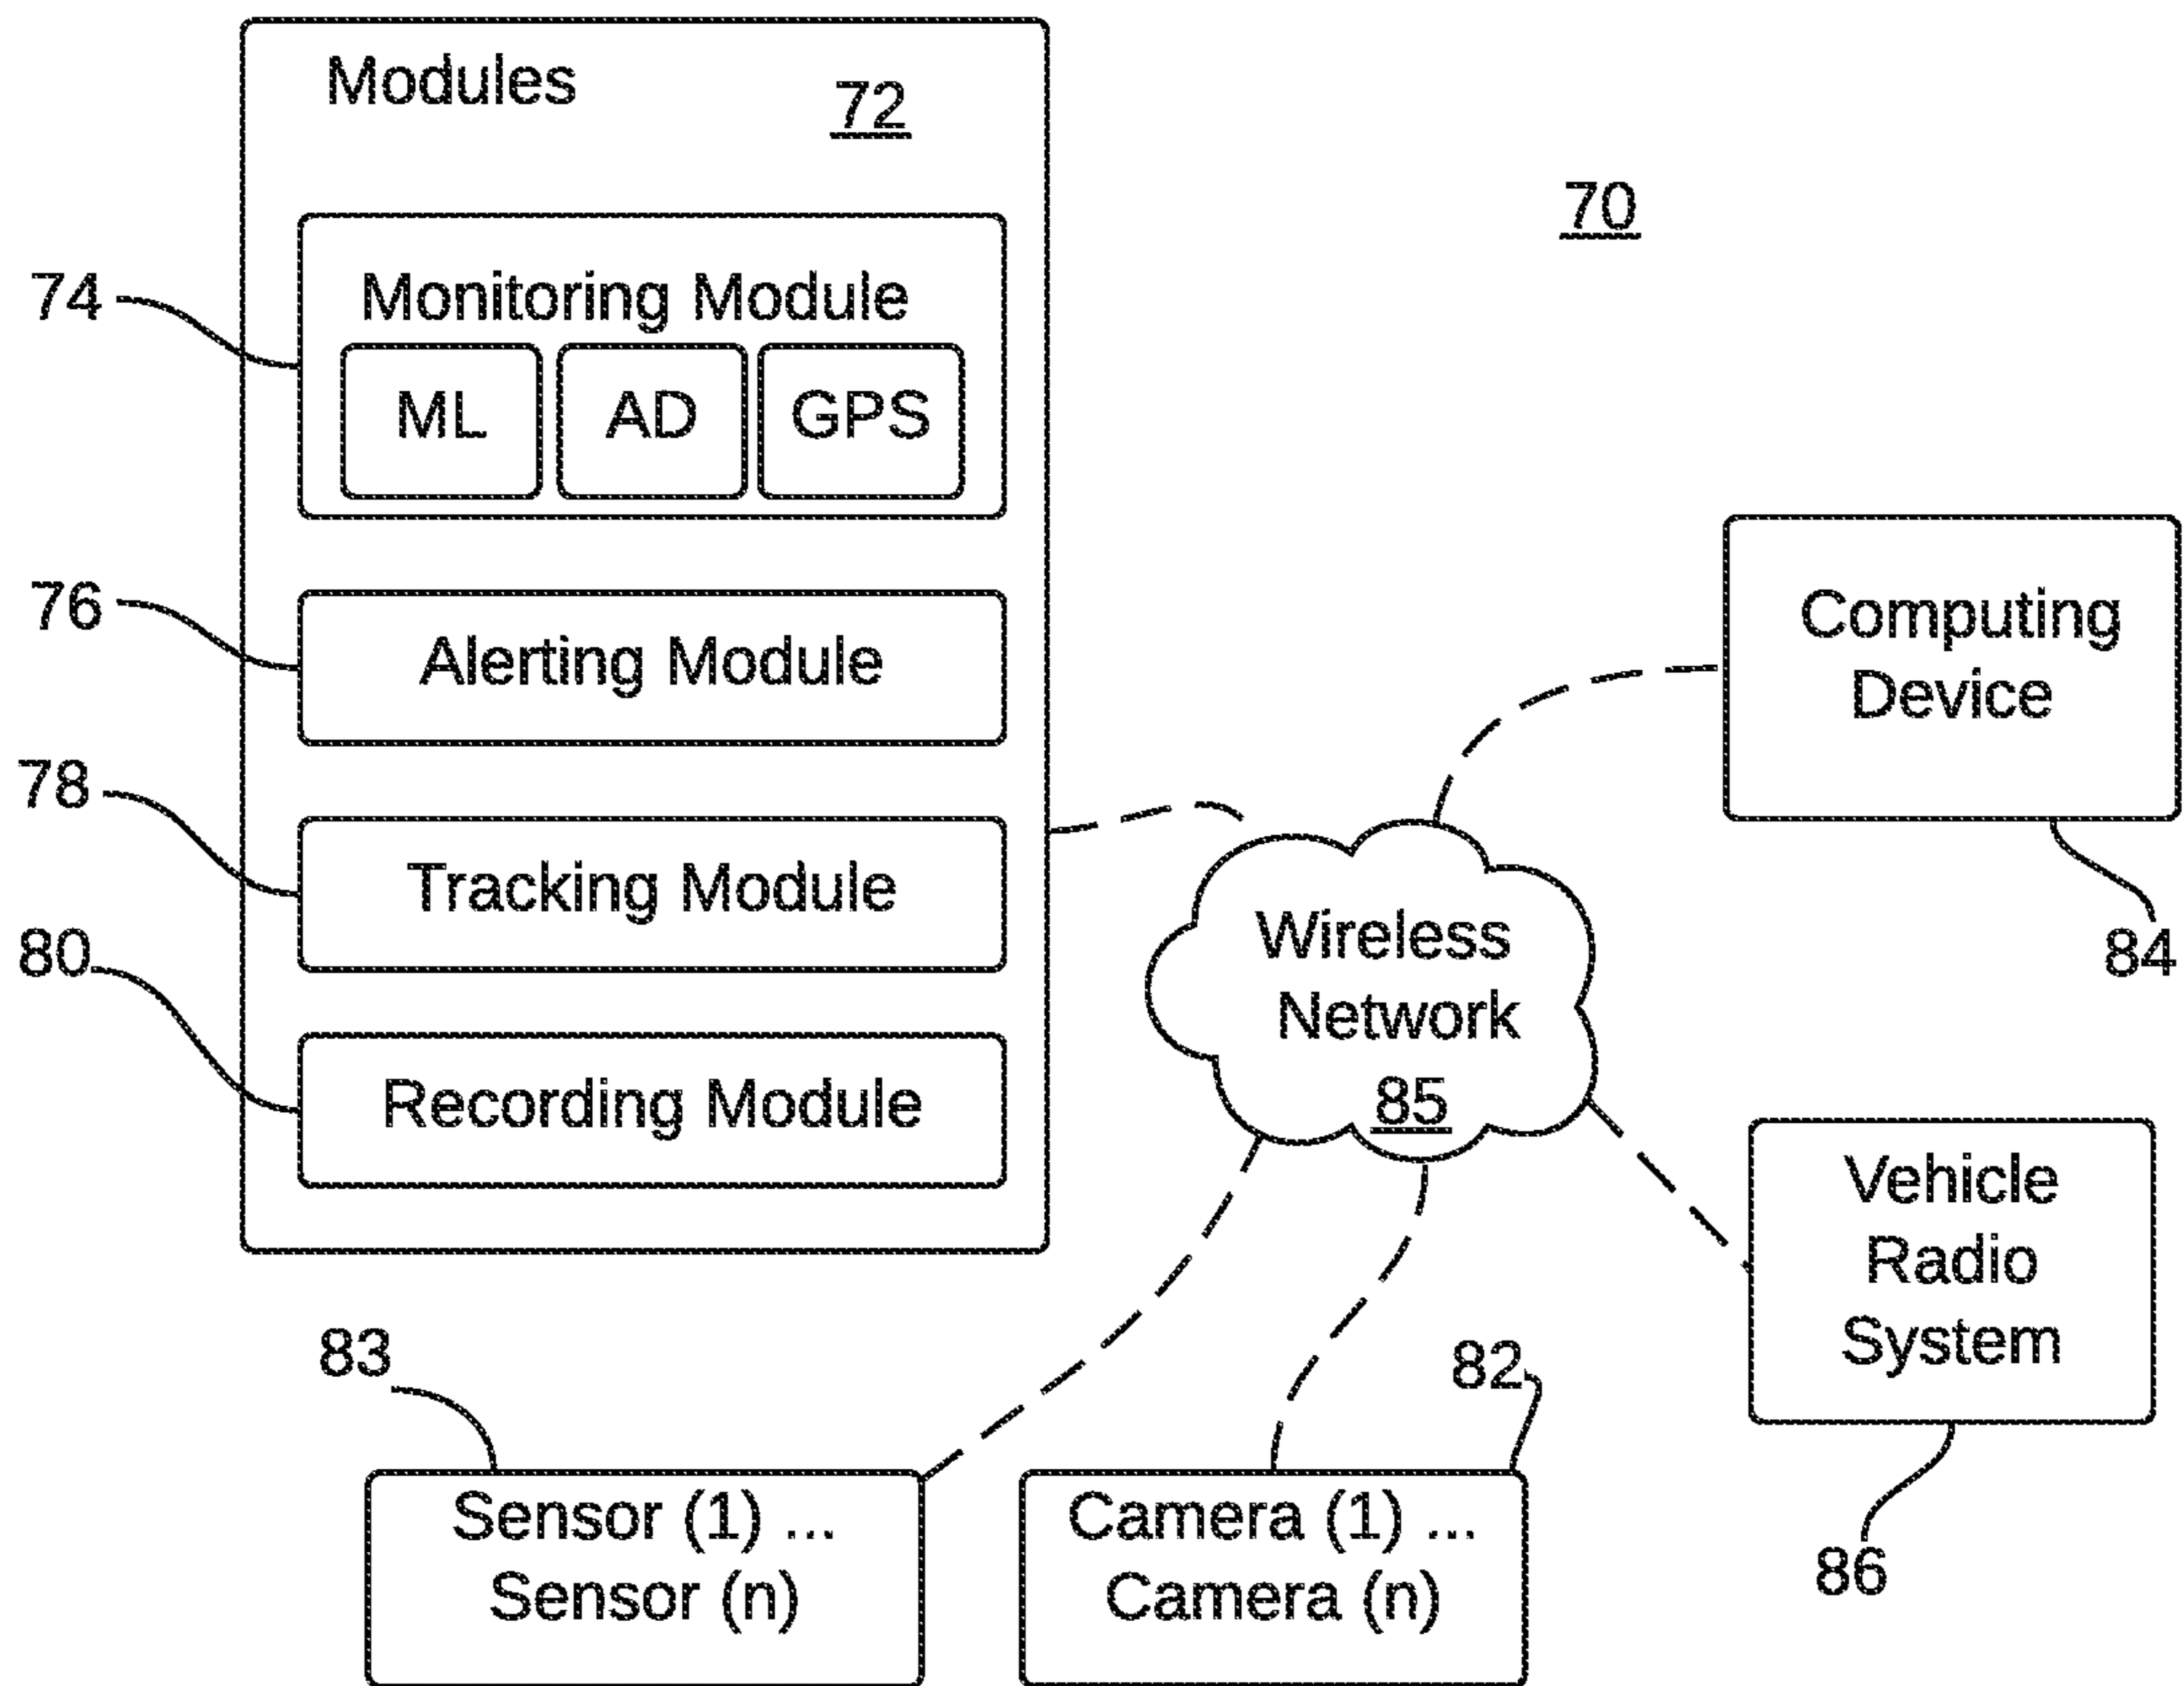 Modules
72
70
74
Monitoring Module
ML
AD
GPS
76
Alerting Module
Computing
Device
78
Tracking Module
84
80
Recording Module
Wireless
Network
85
Vehicle
Radio
System
83
82
86
Sensor (1) ...
Sensor (n)
Camera (1) ...
Camera (n)